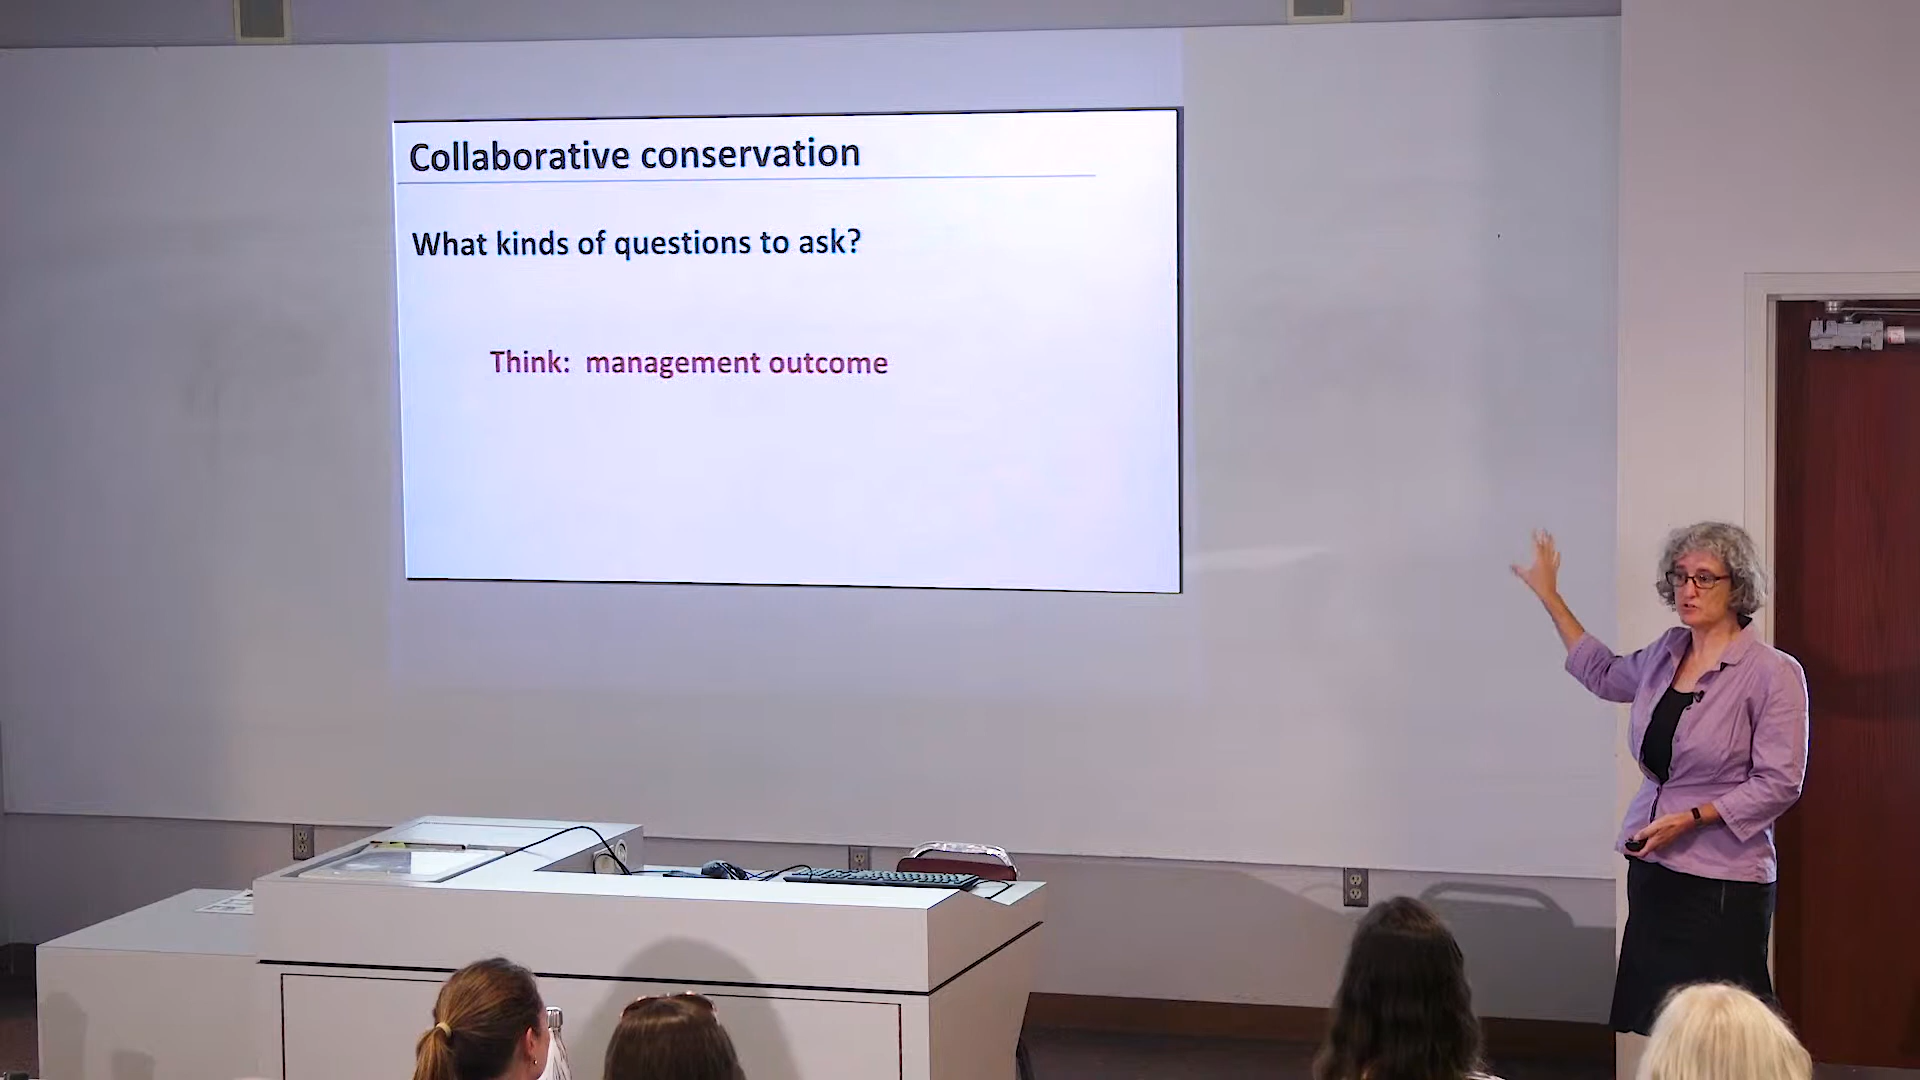 Collaborative conservation
What kinds of questions to ask?
Think: management outcome